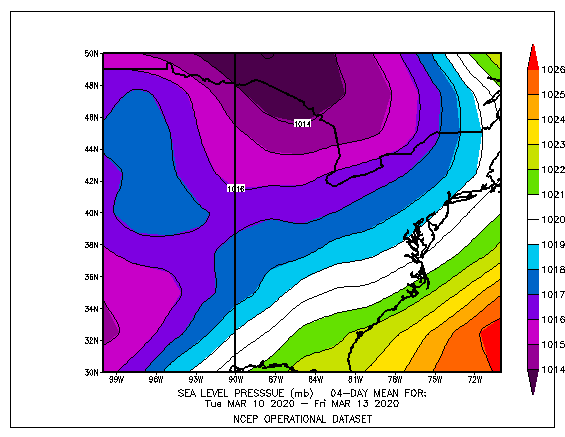 50N
48N
46N
44N
42N
40N
38N
36N
34N
32N
30N
1014
1016
99W 96W 93W 90W 87W 84W 81W 78W 75W 72W
1026
1025
1024
1023
1022
1021
1020
1019
1018
1017
1016
1015
1014
SEA LEVEL PRESSSUE (mb) 04-DAY MEAN FOR:
Tue MAR 10 2020 – Fri MAR 13 2020
NCEP OPERATIONAL DATASET